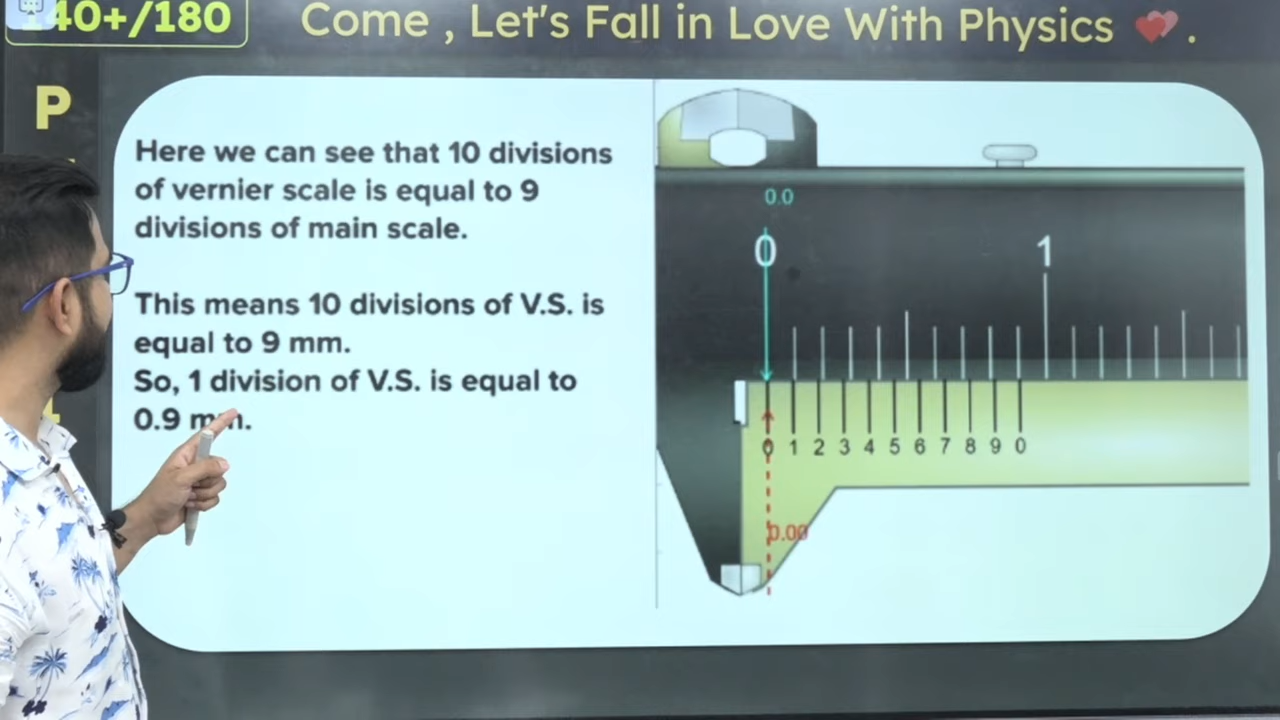 40+/180
Come , Let's Fall in Love With Physics
.
P
Here we can see that 10 divisions
of vernier scale is equal to 9
divisions of main scale.
This means 10 divisions of V.S. is
equal to 9 mm.
So, 1 division of V.S. is equal to
0.9 mm.
0.0
0 1
0 1 2 3 4 5 6 7 8 9 0
0.00